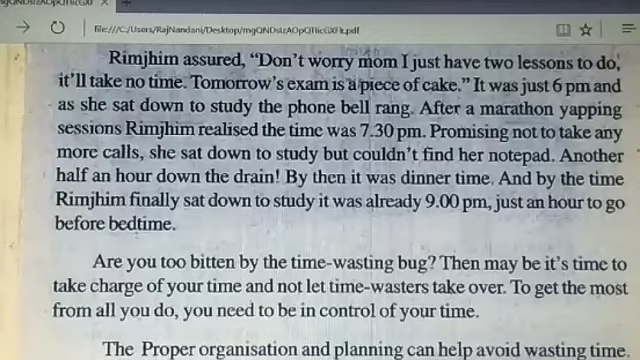 file:///C:/Users/RajNandani/Desktop/mgQNDsIzAOpQTlicGXFk.pdf
Rimjhim assured, “Don’t worry mom I just have two lessons to do,
it’ll take no time. Tomorrow’s exam is a piece of cake.” It was just 6 pm and
as she sat down to study the phone bell rang. After a marathon yapping
sessions Rimjhim realised the time was 7.30 pm. Promising not to take any
more calls, she sat down to study but couldn’t find her notepad. Another
half an hour down the drain! By then it was dinner time. And by the time
Rimjhim finally sat down to study it was already 9.00 pm, just an hour to go
before bedtime.
Are you too bitten by the time-wasting bug? Then may be it’s time to
take charge of your time and not let time-wasters take over. To get the most
from all you do, you need to be in control of your time.
The Proper organisation and planning can help avoid wasting time.